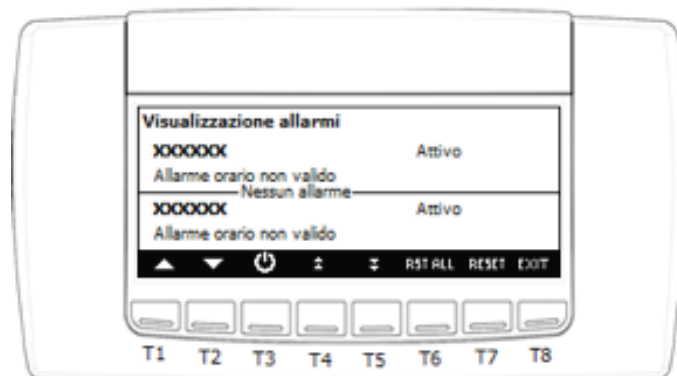 Visualizzazione allarmi
XXXXXX Attivo
Allarme orario non valido
Nessun allarme
XXXXXX Attivo
Allarme orario non valido
RST ALL RESET EXIT
T1 T2 T3 T4 T5 T6 T7 T8